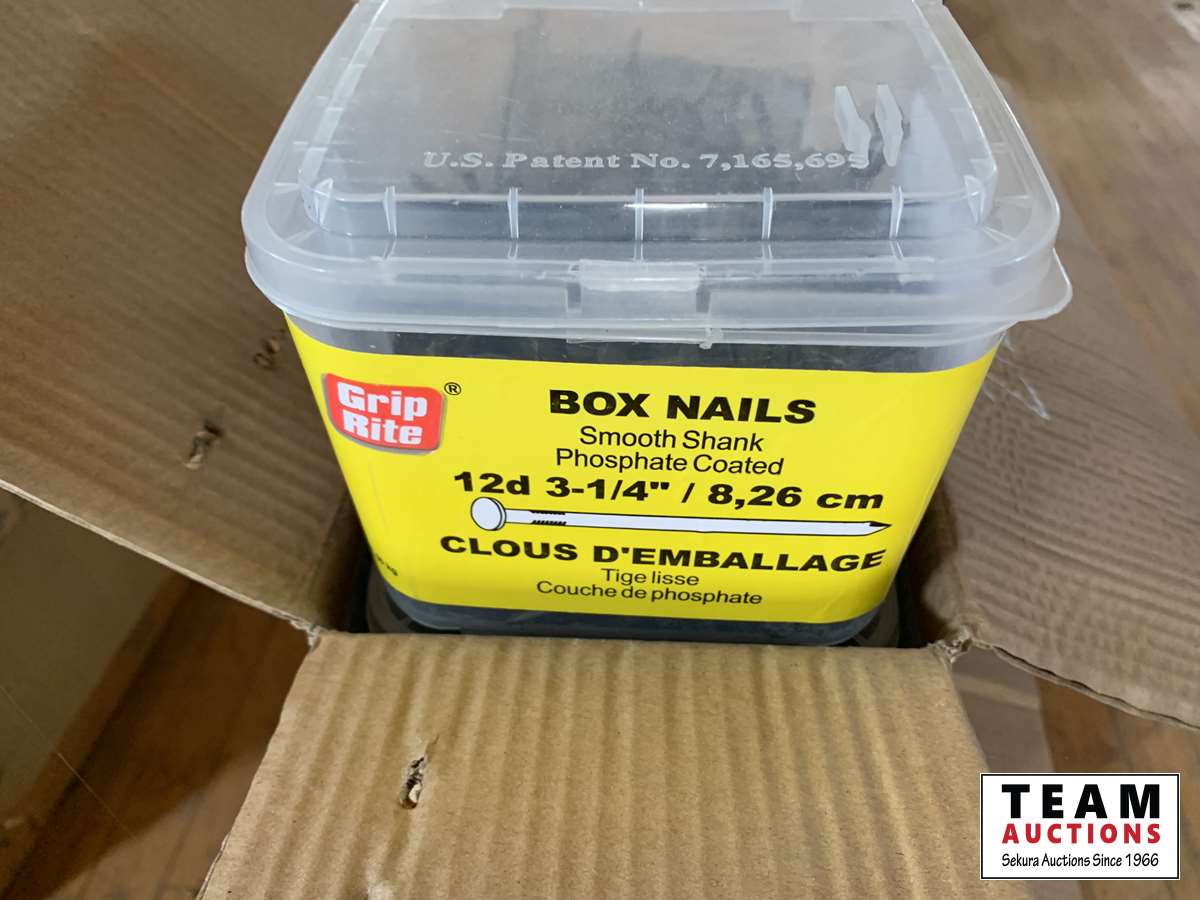 U.S. Patent No. 7,165,695
Grip
Rite
®
BOX NAILS
Smooth Shank
Phosphate Coated
12d 3-1/4" / 8,26 cm
CLOUS D'EMBALLAGE
Tige lisse
Couche de phosphate
TEAM
AUCTIONS
Sekura Auctions Since 1966